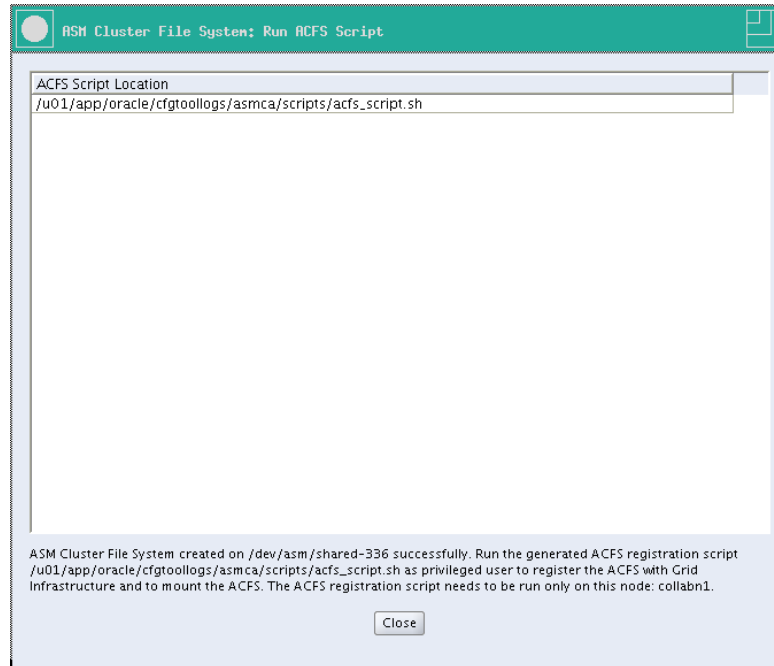 ASM Cluster File System: Run ACFS Script
ACFS Script Location
/u01/app/oracle/cfgtoollogs/asmca/scripts/acfs_script.sh
ASM Cluster File System created on /dev/asm/shared-336 successfully. Run the generated ACFS registration script
/u01/app/oracle/cfgtoollogs/asmca/scripts/acfs_script.sh as privileged user to register the ACFS with Grid
Infrastructure and to mount the ACFS. The ACFS registration script needs to be run only on this node: collabn1.
Close